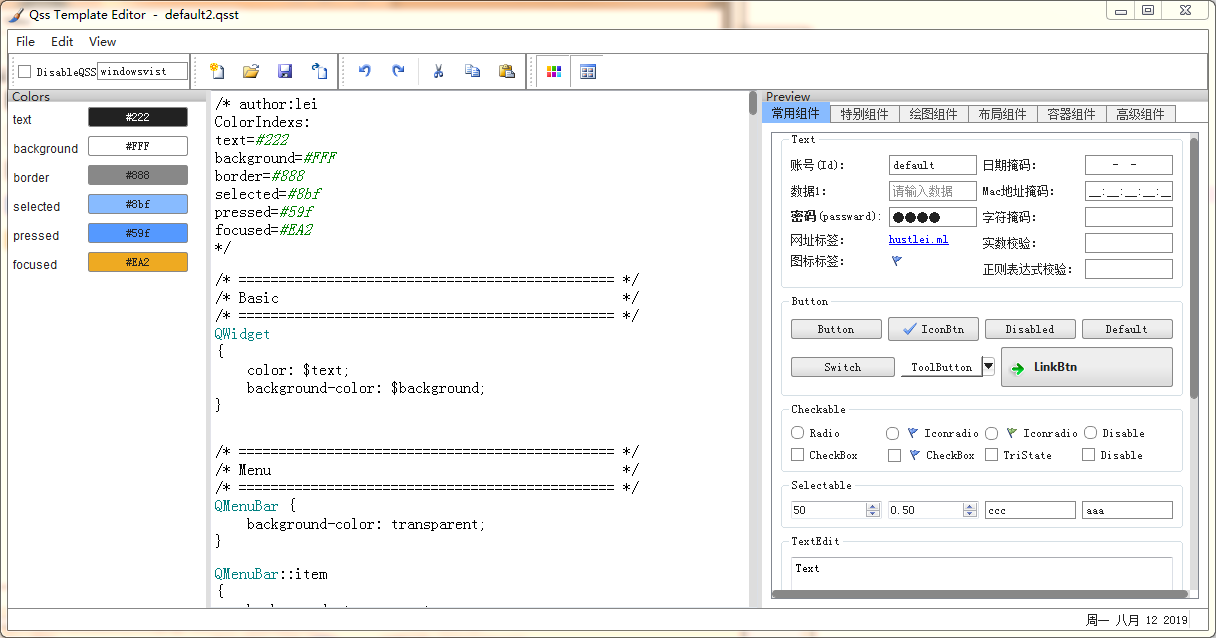 Qss Template Editor - default2.qsst
File Edit View
DisableQSS windowsvist
Colors
text #222
background #FFF
border #888
selected #8bf
pressed #59f
focused #EA2
/* author:lei
ColorIndexs:
text=#222
background=#FFF
border=#888
selected=#8bf
pressed=#59f
focused=#EA2
*/
/* ============================================== */
/* Basic */
/* ============================================== */
QWidget
{
color: $text;
background-color: $background;
}
/* ============================================== */
/* Menu */
/* ============================================== */
QMenuBar {
background-color: transparent;
}
QMenuBar::item
{
Preview
常用组件 特别组件 绘图组件 布局组件 容器组件 高级组件
Text
账号(Id): default 日期掩码: - -
数据1: 请输入数据 Mac地址掩码: __:__:__:__:__
密码(passward): ●●●● 字符掩码:
网址标签: hustlei.ml 实数校验:
图标标签: 正则表达式校验:
Button
Button IconBtn Disabled Default
Switch ToolButton LinkBtn
Checkable
Radio Iconradio Iconradio Disable
CheckBox CheckBox TriState Disable
Selectable
50 0.50 ccc aaa
TextEdit
Text
周一 八月 12 2019